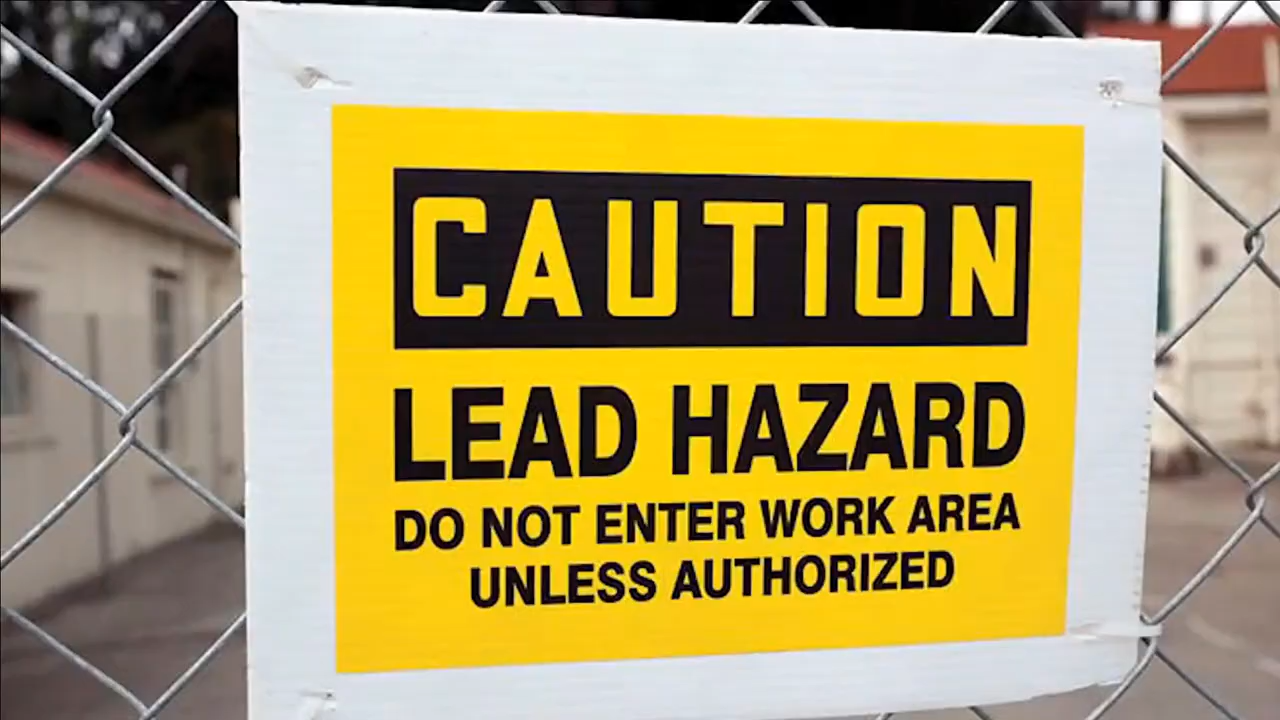 CAUTION
LEAD HAZARD
DO NOT ENTER WORK AREA
UNLESS AUTHORIZED